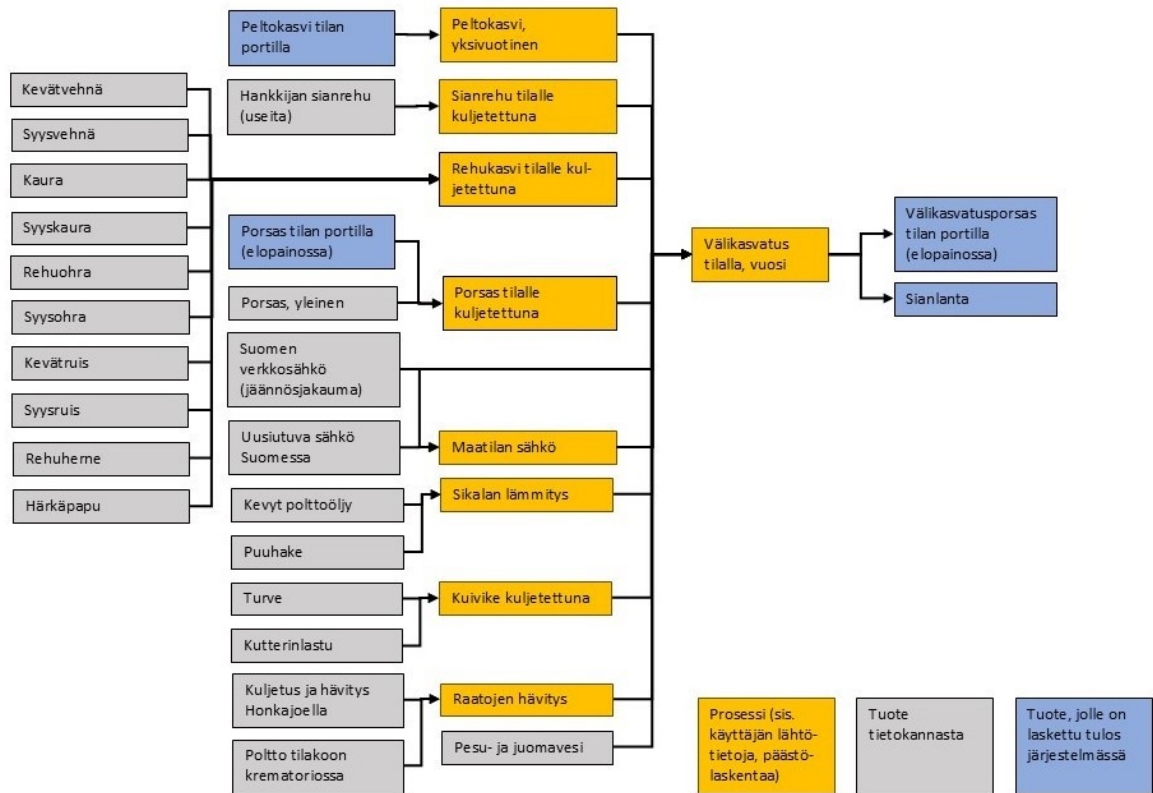 Kevätvehnä
Syysvehnä
Kaura
Syyskaura
Rehuohra
Syysohra
Kevätruis
Syysruis
Rehuherne
Härkäpapu
Peltokasvi tilan
portilla
Hankkijan sianrehu
(useita)
Porsas tilan portilla
(elopainossa)
Porsas, yleinen
Suomen
verkkosähkö
(jäännösjakauma)
Uusiutuva sähkö
Suomessa
Kevyt polttoöljy
Puuhake
Turve
Kutterinlastu
Kuljetus ja hävitys
Honkajoella
Poltto tilakoon
krematoriossa
Peltokasvi,
yksivuotinen
Sianrehu tilalle
kuljetettuna
Rehukasvi tilalle kul-
jetettuna
Porsas tilalle
kuljetettuna
Maatilan sähkö
Sikalan lämmitys
Kuivike kuljetettuna
Raatojen hävitys
Pesu- ja juomavesi
Välikasvatus
tilalla, vuosi
Välikasvatusporsas
tilan portilla
(elopainossa)
Sianlanta
Prosessi (sis.
käyttäjän lähtö-
tietoja, päästö-
laskentaa)
Tuote
tietokannasta
Tuote, jolle on
laskettu tulos
järjestelmässä